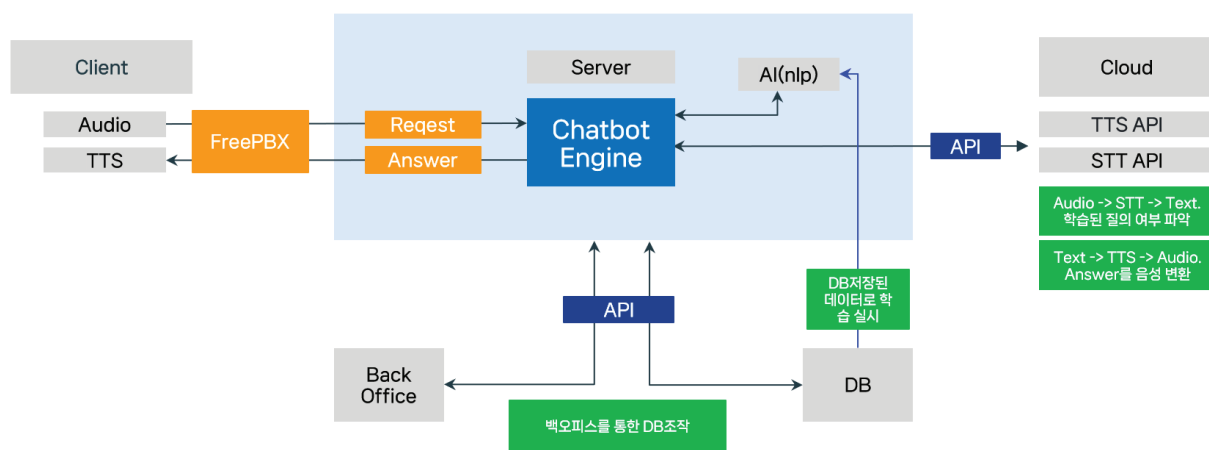 Client
Audio
TTS
FreePBX
Reqest
Answer
Server
Chatbot
Engine
AI(nlp)
API
Cloud
TTS API
STT API
Audio -> STT -> Text.
학습된 질의 여부 파악
Text -> TTS -> Audio.
Answer를 음성 변환
API
DB저장된
데이터로 학
습 실시
Back
Office
DB
백오피스를 통한 DB조작